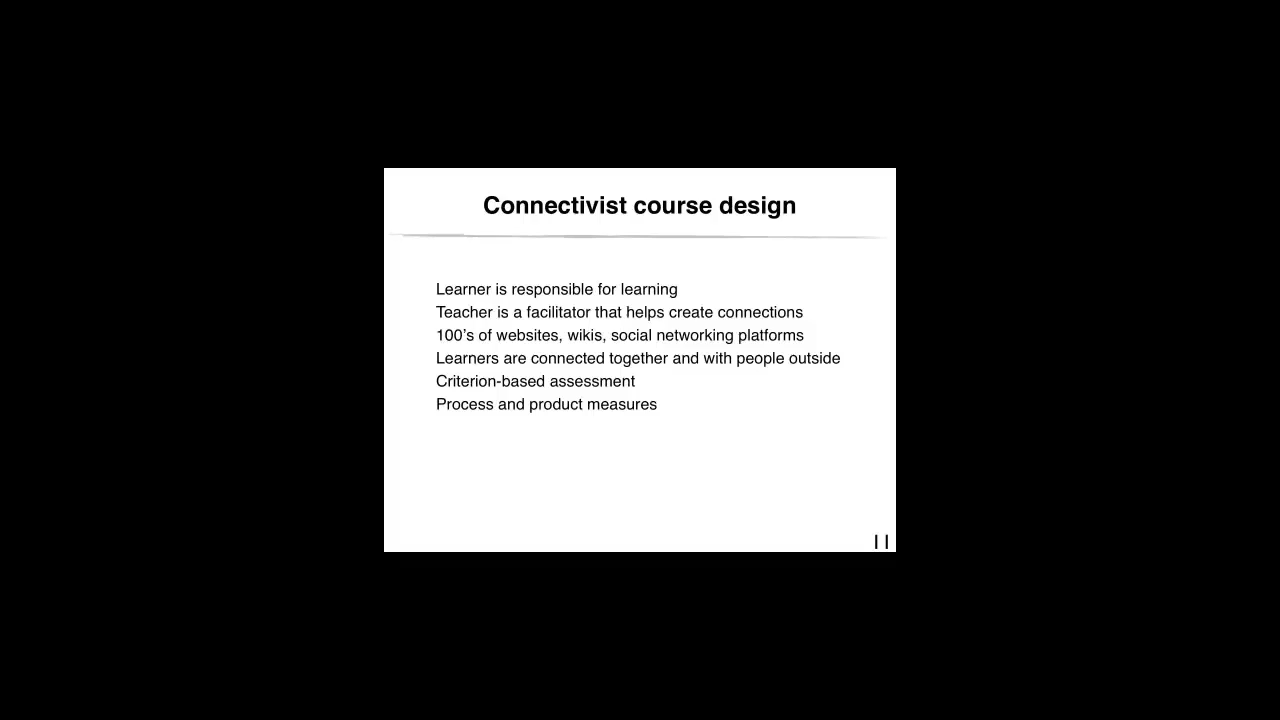 Connectivist course design
Learner is responsible for learning
Teacher is a facilitator that helps create connections
100’s of websites, wikis, social networking platforms
Learners are connected together and with people outside
Criterion-based assessment
Process and product measures
11